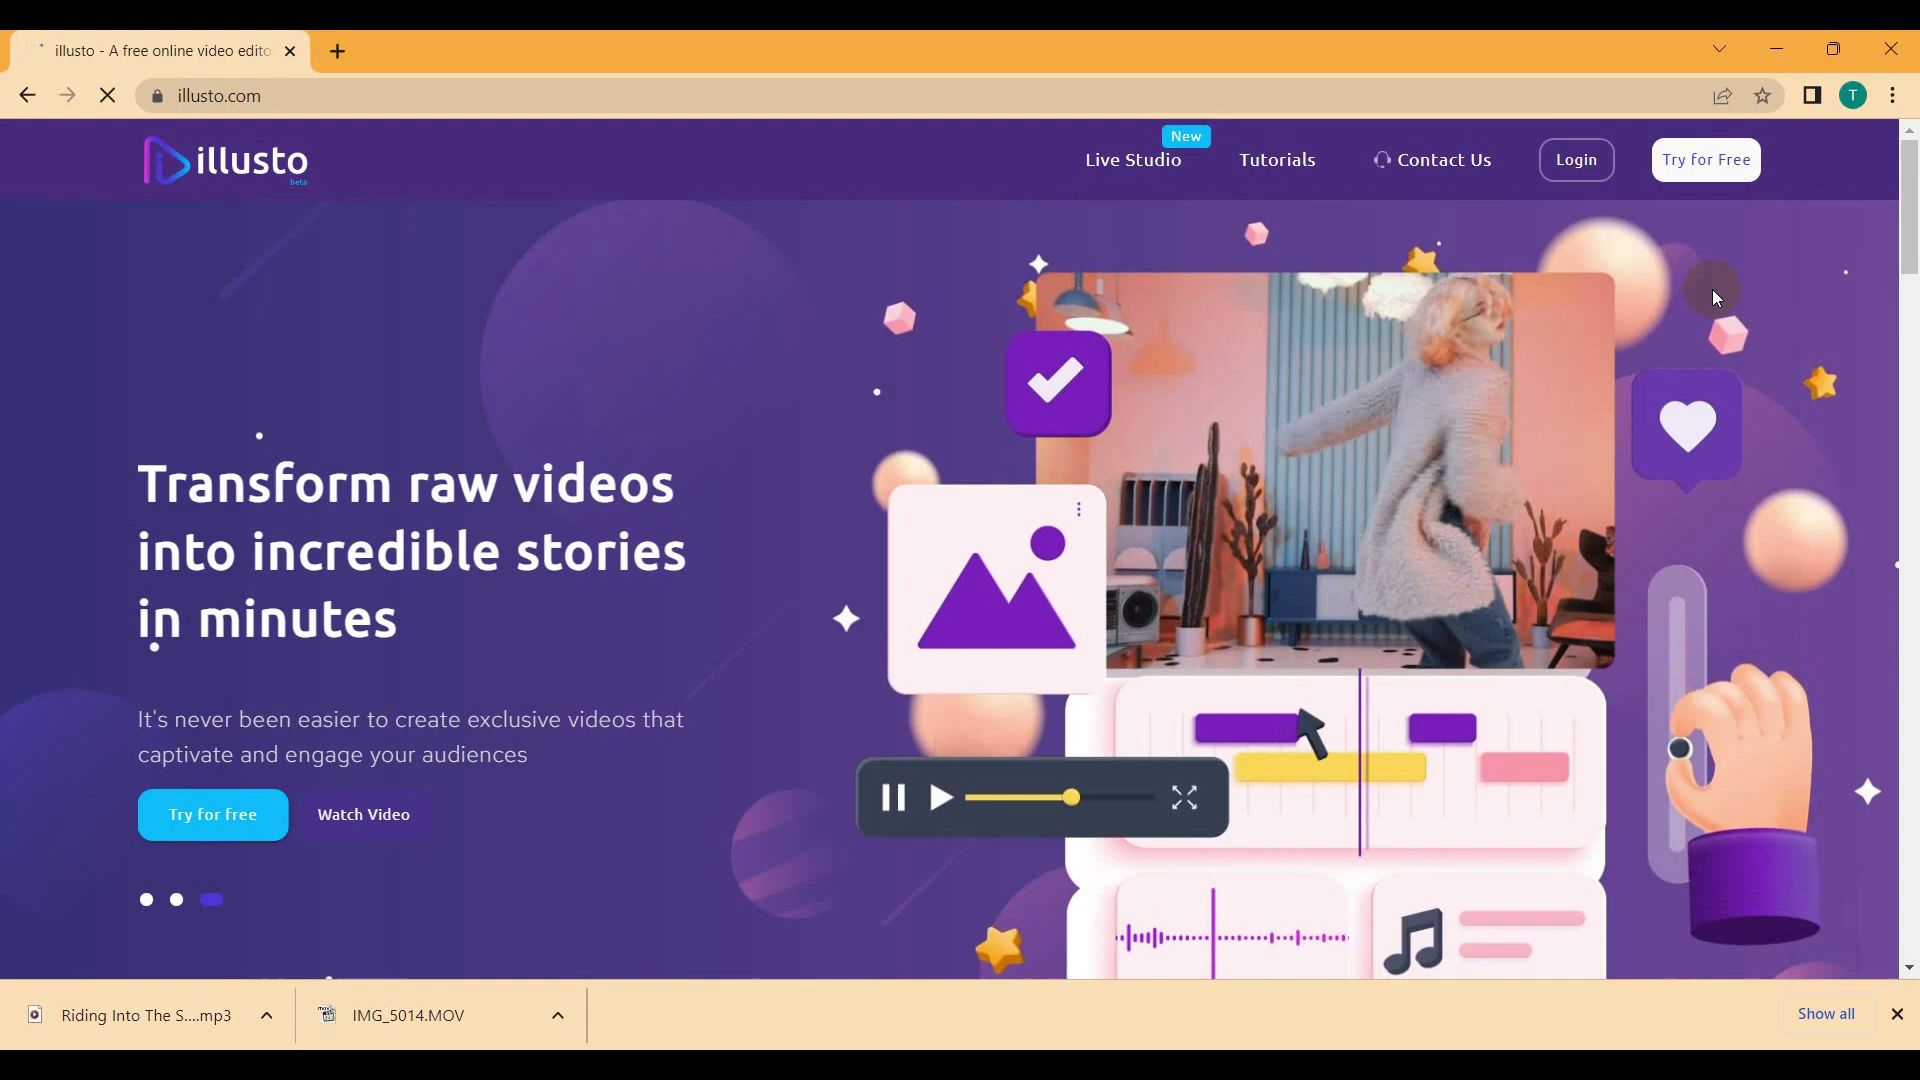 illusto - A free online video edito
illusto.com
illusto
beta
Live Studio
New
Tutorials
Contact Us
Login
Try for Free
Transform raw videos
into incredible stories
in minutes
It's never been easier to create exclusive videos that
captivate and engage your audiences
Try for free
Watch Video
Riding Into The S....mp3
IMG_5014.MOV
Show all
T